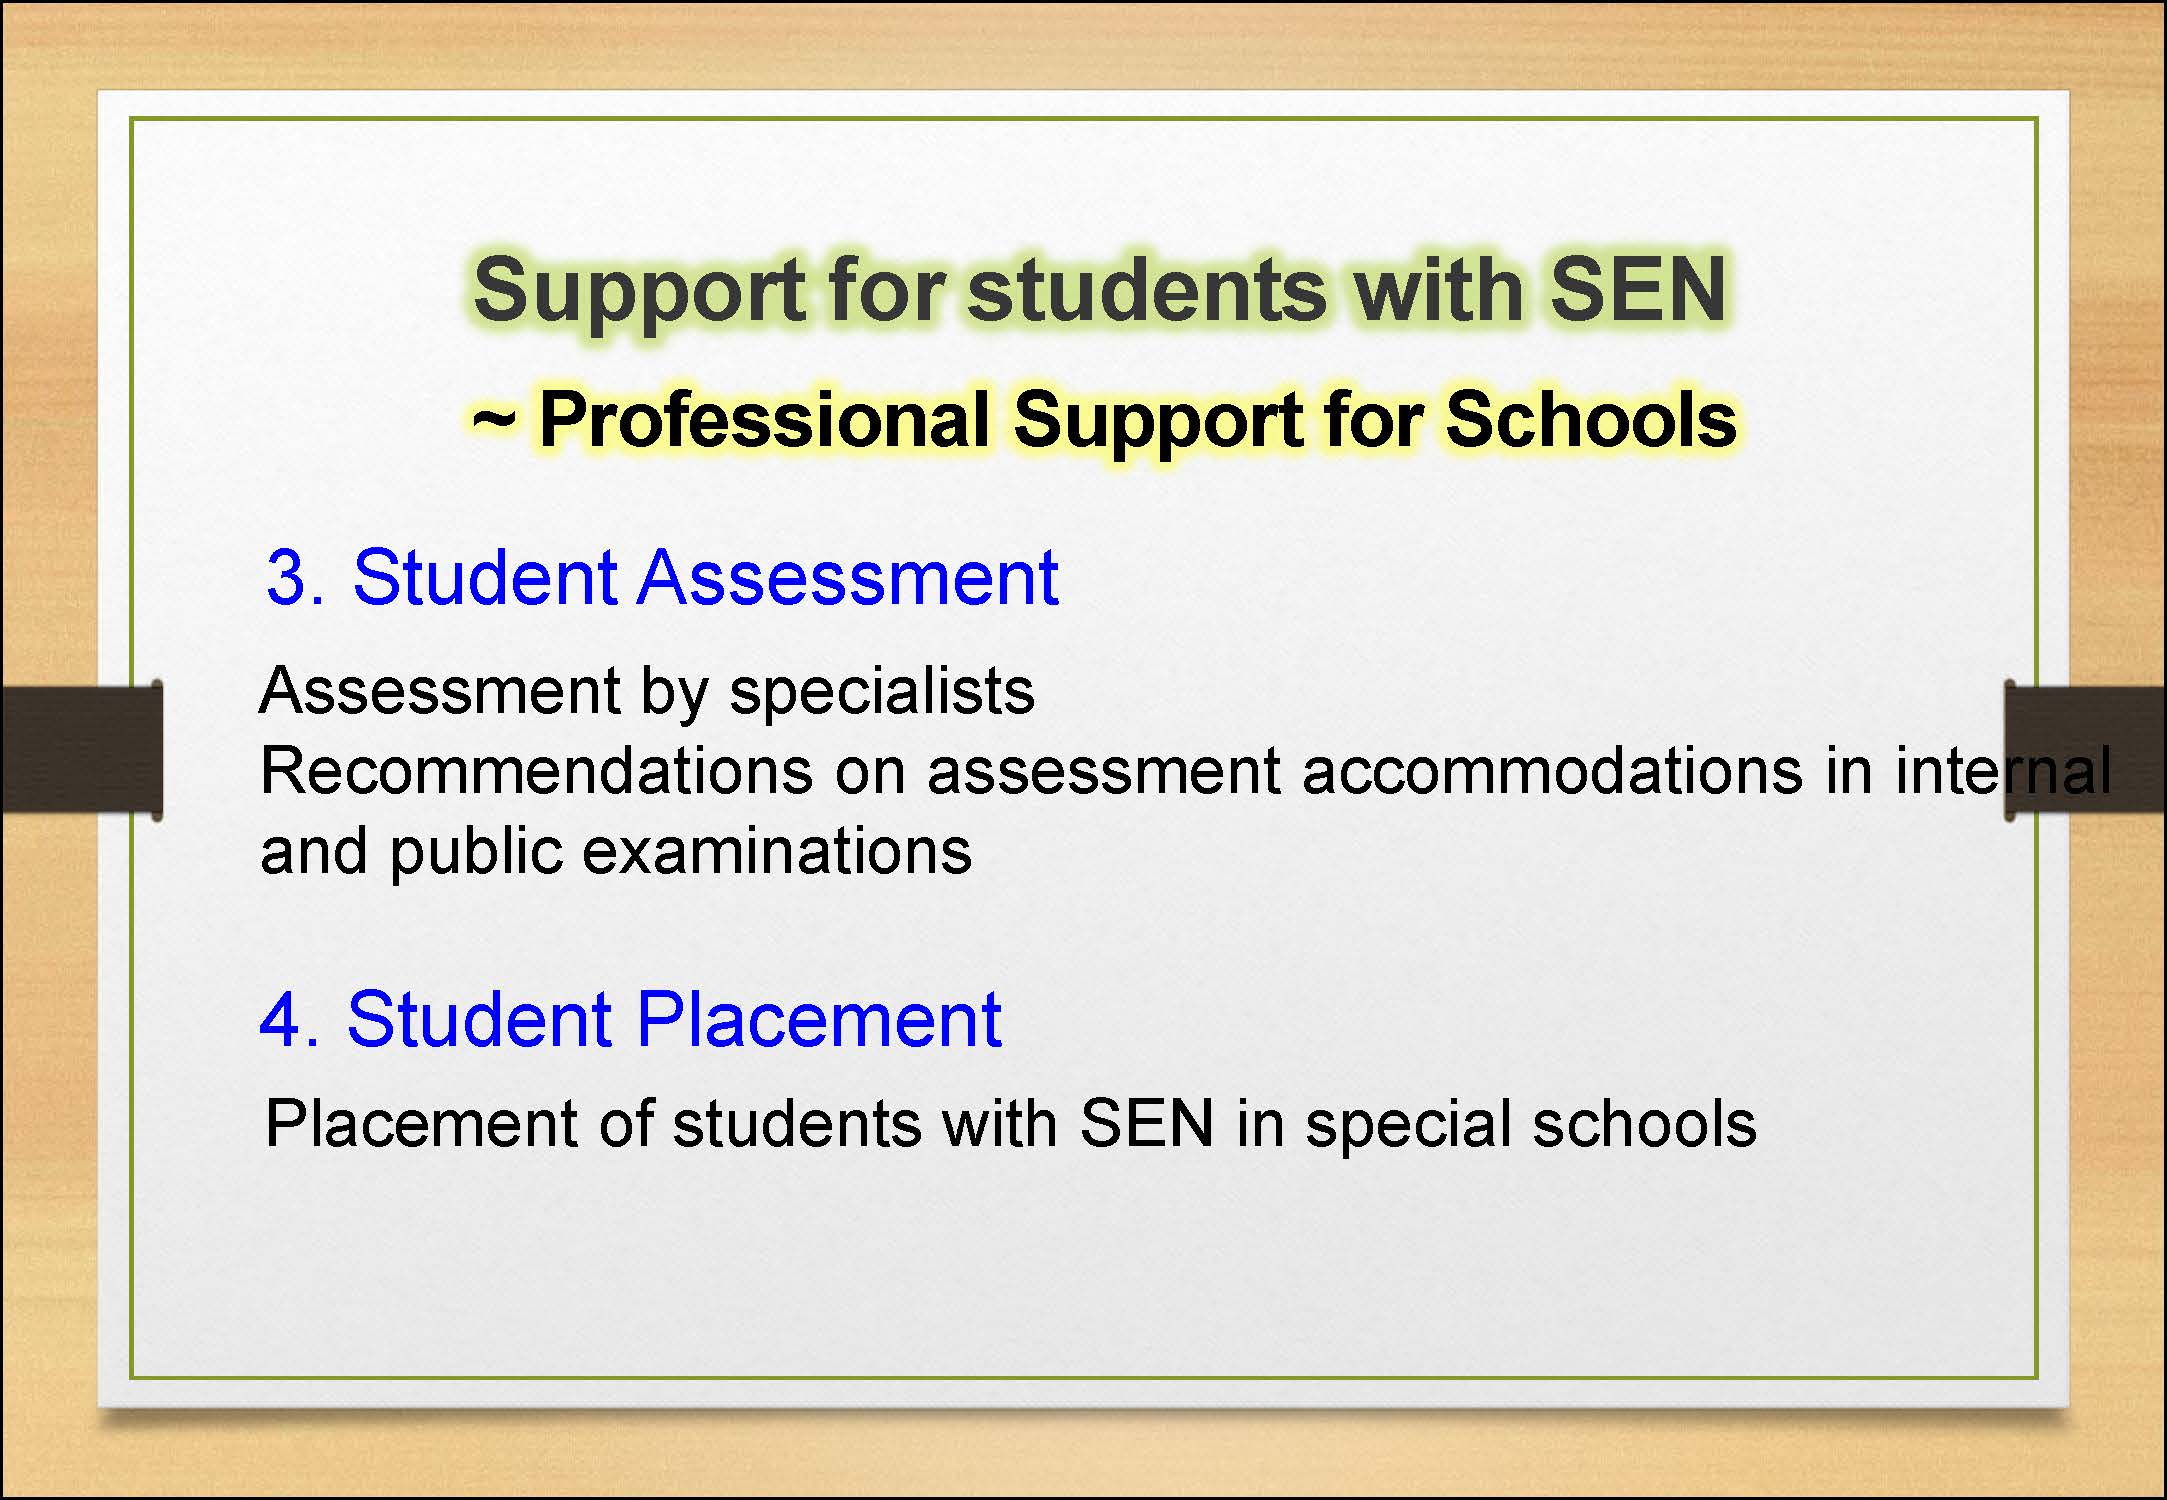 Support for students with SEN
~ Professional Support for Schools
3. Student Assessment
Assessment by specialists
Recommendations on assessment accommodations in internal
and public examinations
4. Student Placement
Placement of students with SEN in special schools